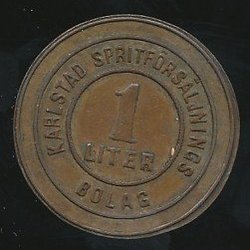 KARLSTAD SPRITFÖRSÄLJNINGS
BOLAG
1
LITER